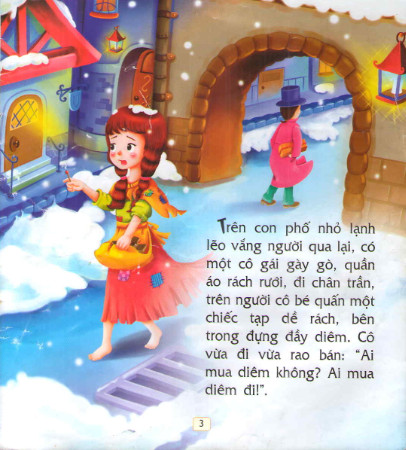 Trên con phố nhỏ lạnh
lẽo vắng người qua lại, có
một cô gái gày gò, quần
áo rách rưới, đi chân trần,
trên người cô bé quấn một
chiếc tạp dề rách, bên
trong đựng đầy diêm. Cô
vừa đi vừa rao bán: “Ai
mua diêm không? Ai mua
diêm đi!”.
3